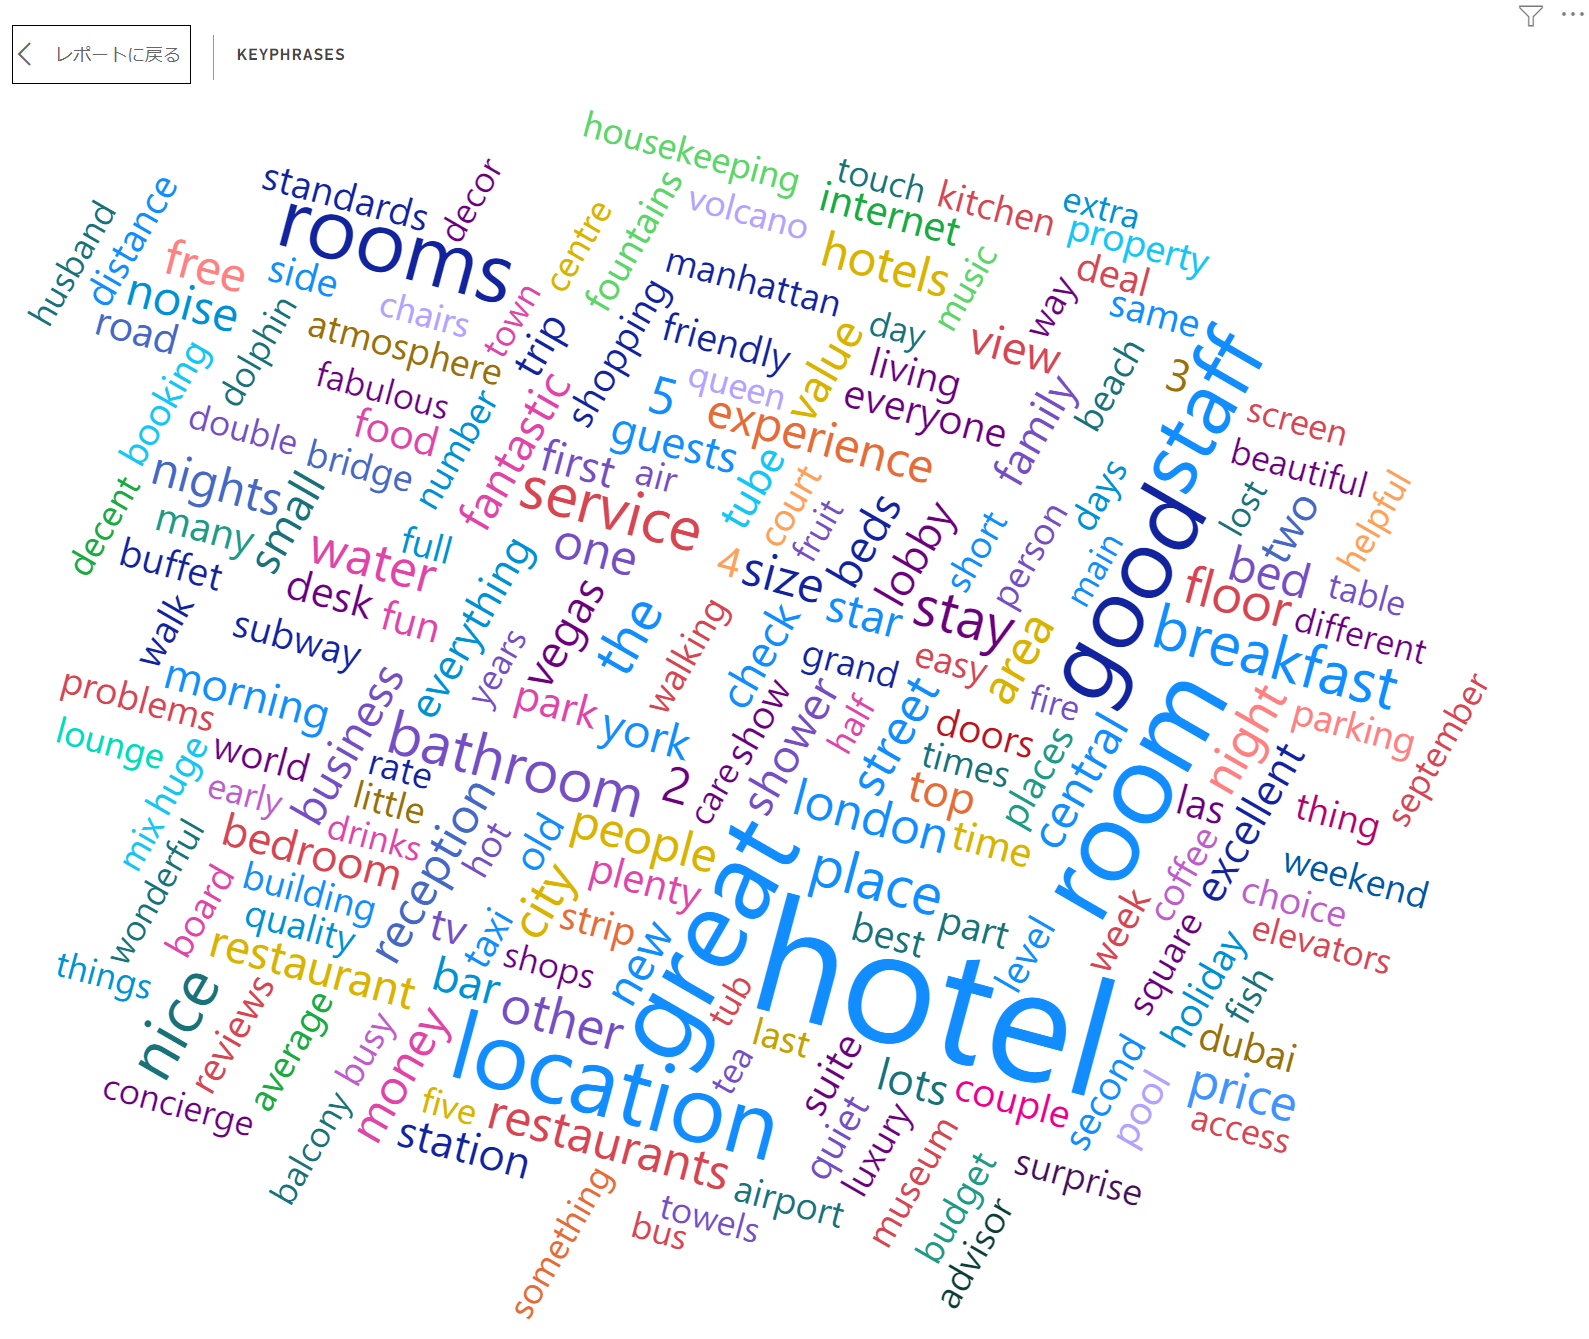 レポートに戻る
KEYPHRASES
housekeeping
touch
kitchen
extra
standards
decor
volcano
internet
property
husband
distance
rooms
centre
fountains
hotels
music
deal
free
side
manhattan
way
same
noise
chairs
town
road
dolphin
atmosphere
trip
shopping
friendly
day
view
value
living
beach
3
staff
booking
fabulous
queen
5
everyone
family
screen
double
food
number
fantastic
guests
experience
beautiful
bridge
first
air
tube
court
days
lost
two
helpful
nights
small
service
decent
many
full
one
fruit
beds
lobby
short
person
main
good
bed
table
buffet
water
everything
4
size
floor
different
desk
fun
vegas
the
star
stay
breakfast
walk
subway
years
walking
check
grand
easy
area
morning
park
york
fire
problems
business
show
shower
half
street
doors
night
parking
september
lounge
world
bathroom
rate
2
care
times
places
central
room
huge
early
little
top
las
excellent
thing
mix
bedroom
drinks
reception
hot
old
people
london
time
coffee
weekend
wonderful
board
building
plenty
great
place
choice
quality
tv
taxi
city
strip
best
part
level
week
square
elevators
things
restaurant
shops
new
hotel
holiday
fish
nice
reviews
average
bar
other
tub
last
dubai
busy
money
location
tea
suite
lots
couple
second
pool
price
concierge
balcony
five
restaurants
quiet
luxury
access
station
museum
surprise
airport
budget
something
towels
bus
advisor